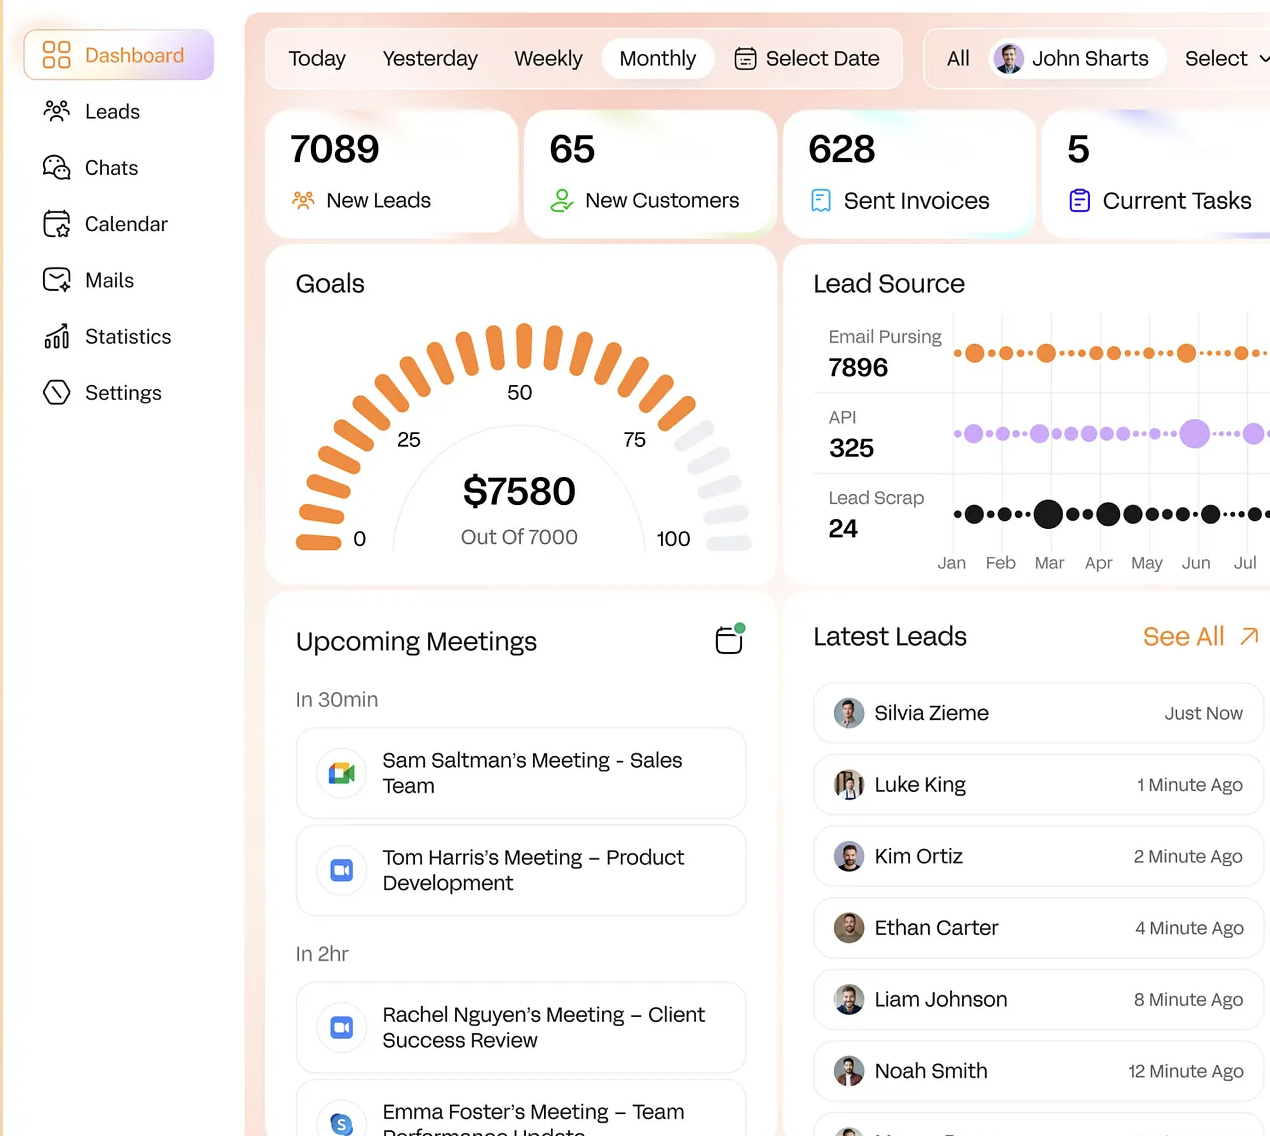 Dashboard
Leads
Chats
Calendar
Mails
Statistics
Settings
Today Yesterday Weekly Monthly Select Date
All John Sharts Select
7089
New Leads
65
New Customers
628
Sent Invoices
5
Current Tasks
Goals
0
25
50
75
100
$7580
Out Of 7000
Lead Source
Email Pursing
7896
API
325
Lead Scrap
24
Jan Feb Mar Apr May Jun Jul
Upcoming Meetings
In 30min
Sam Saltman’s Meeting - Sales
Team
Tom Harris’s Meeting – Product
Development
In 2hr
Rachel Nguyen’s Meeting – Client
Success Review
Emma Foster’s Meeting – Team
Performance Update
Latest Leads
See All
Silvia Zieme Just Now
Luke King 1 Minute Ago
Kim Ortiz 2 Minute Ago
Ethan Carter 4 Minute Ago
Liam Johnson 8 Minute Ago
Noah Smith 12 Minute Ago